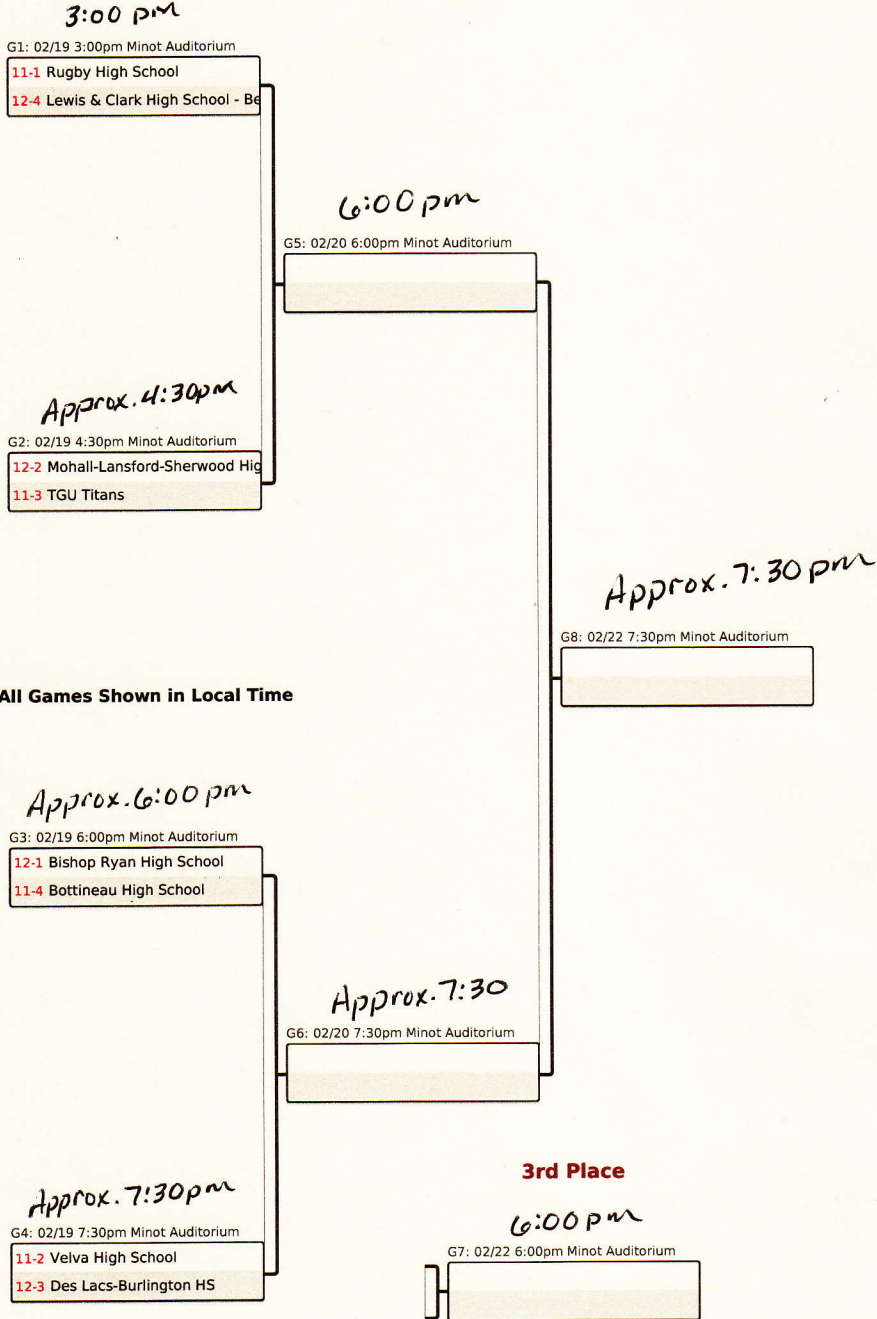 3:00 pm
G1: 02/19 3:00pm Minot Auditorium
11-1 Rugby High School
12-4 Lewis & Clark High School - Be
6:00 pm
G5: 02/20 6:00pm Minot Auditorium
Approx. 4:30pm
G2: 02/19 4:30pm Minot Auditorium
12-2 Mohall-Lansford-Sherwood Hig
11-3 TGU Titans
Approx. 7:30 pm
G8: 02/22 7:30pm Minot Auditorium
All Games Shown in Local Time
Approx. 6:00 pm
G3: 02/19 6:00pm Minot Auditorium
12-1 Bishop Ryan High School
11-4 Bottineau High School
Approx. 7:30
G6: 02/20 7:30pm Minot Auditorium
3rd Place
Approx. 7:30pm
6:00 pm
G4: 02/19 7:30pm Minot Auditorium
11-2 Velva High School
12-3 Des Lacs-Burlington HS
G7: 02/22 6:00pm Minot Auditorium